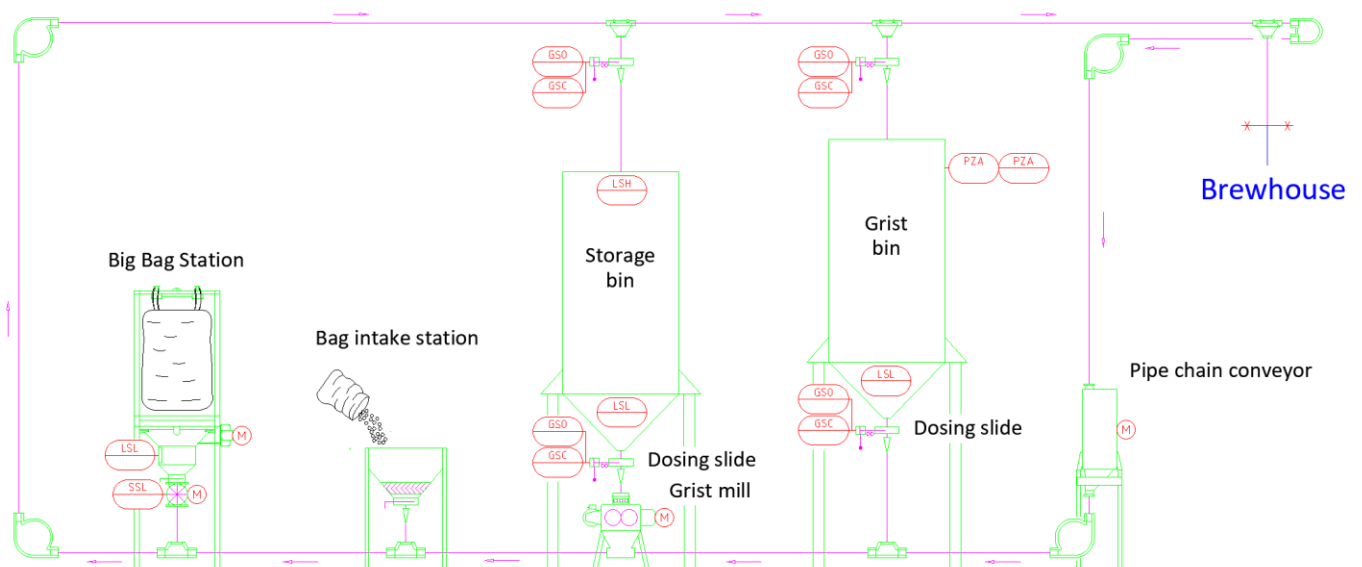 GSO
GSC
GSO
GSC
PZA PZA
Brewhouse
LSH
Grist
bin
Storage
bin
Big Bag Station
Bag intake station
Pipe chain conveyor
LSL
LSL
GSO
GSC
GSO
GSC
Dosing slide
M
M
LSL
Dosing slide
Grist mill
SSL
M
M